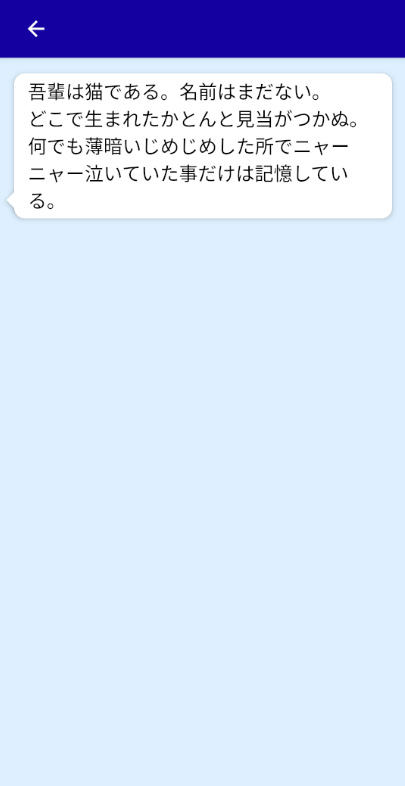 吾輩は猫である。名前はまだない。
どこで生まれたかとんと見当がつかぬ。
何でも薄暗いじめじめした所でニャー
ニャー泣いていた事だけは記憶してい
る。